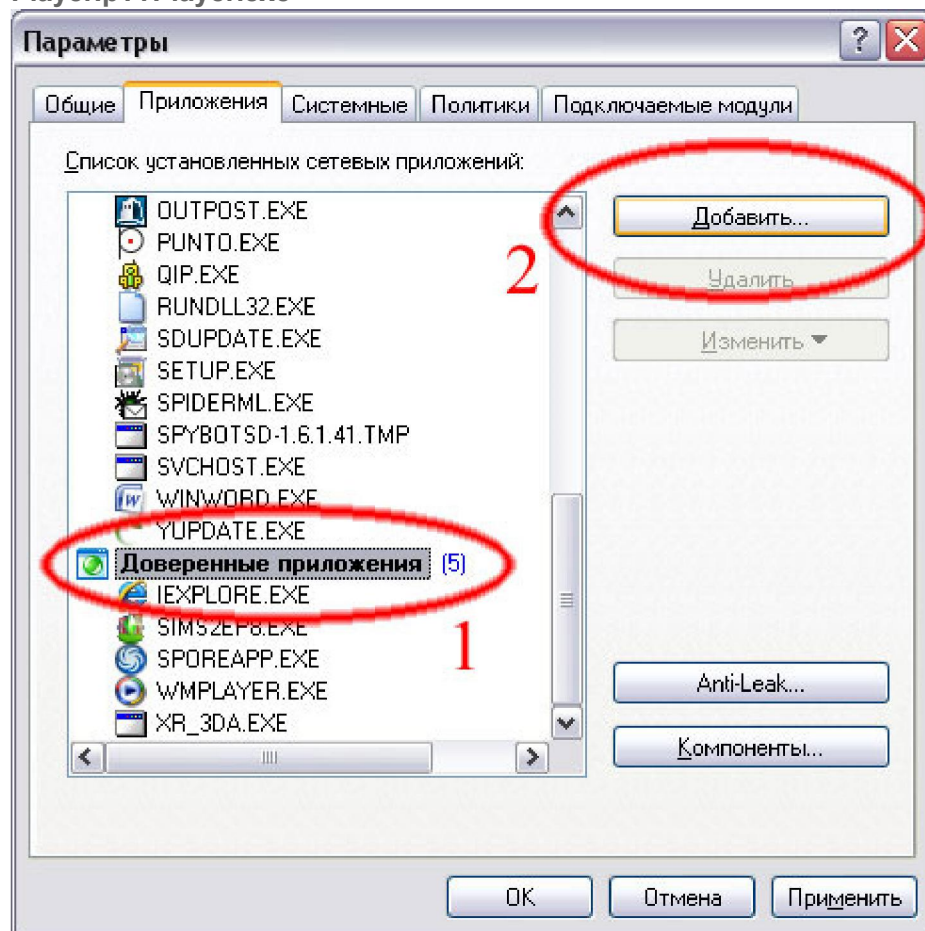 Параметры
Общие Приложения Системные Политики Подключаемые модули
Список установленных сетевых приложений:
OUTPOST.EXE
PUNTO.EXE
QIP.EXE
RUNDLL32.EXE
SDUPDATE.EXE
SETUP.EXE
SPIDERML.EXE
SPYBOTSD-1.6.1.41.TMP
SVCHOST.EXE
WINWORD.EXE
YUPDATE.EXE
Доверенные приложения (5)
IEXPLORE.EXE
SIMS2EP8.EXE
SPOREAPP.EXE
WMPLAYER.EXE
XR_3DA.EXE
1
2
Добавить...
Удалить
Изменить
Anti-Leak...
Компоненты...
OK Отмена Применить